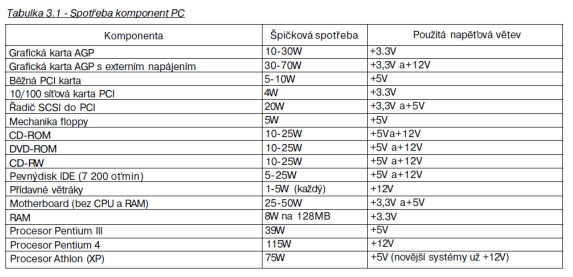 Tabulka 3.1 - Spotřeba komponent PC
Komponenta Špíčková spotřeba Použitá napěťová větev
Grafická karta AGP 10-30W +3.3V
Grafická karta AGP s externím napájením 30-70W +3,3V a+12V
Běžná PCI karta 5-10W +5V
10/100 síťová karta PCI 4W +3.3V
Řadič SCSI do PCI 20W +3,3V a+5V
Mechanika floppy 5W +5V
CD-ROM 10-25W +5Va+12V
DVD-ROM 10-25W +5V a+12V
CD-RW 10-25W +5V a+12V
Pevnýdisk IDE (7 200 ot'min) 5-25W +5V a+12V
Přídavné větráky 1-5W (každý) +12V
Motherboard (bez CPU a RAM) 25-50W +3,3V a+5V
RAM 8W na 128MB +3.3V
Procesor Pentium III 39W +5V
Procesor Pentium 4 115W +12V
Procesor Athlon (XP) 75W +5V (novější systémy už +12V)